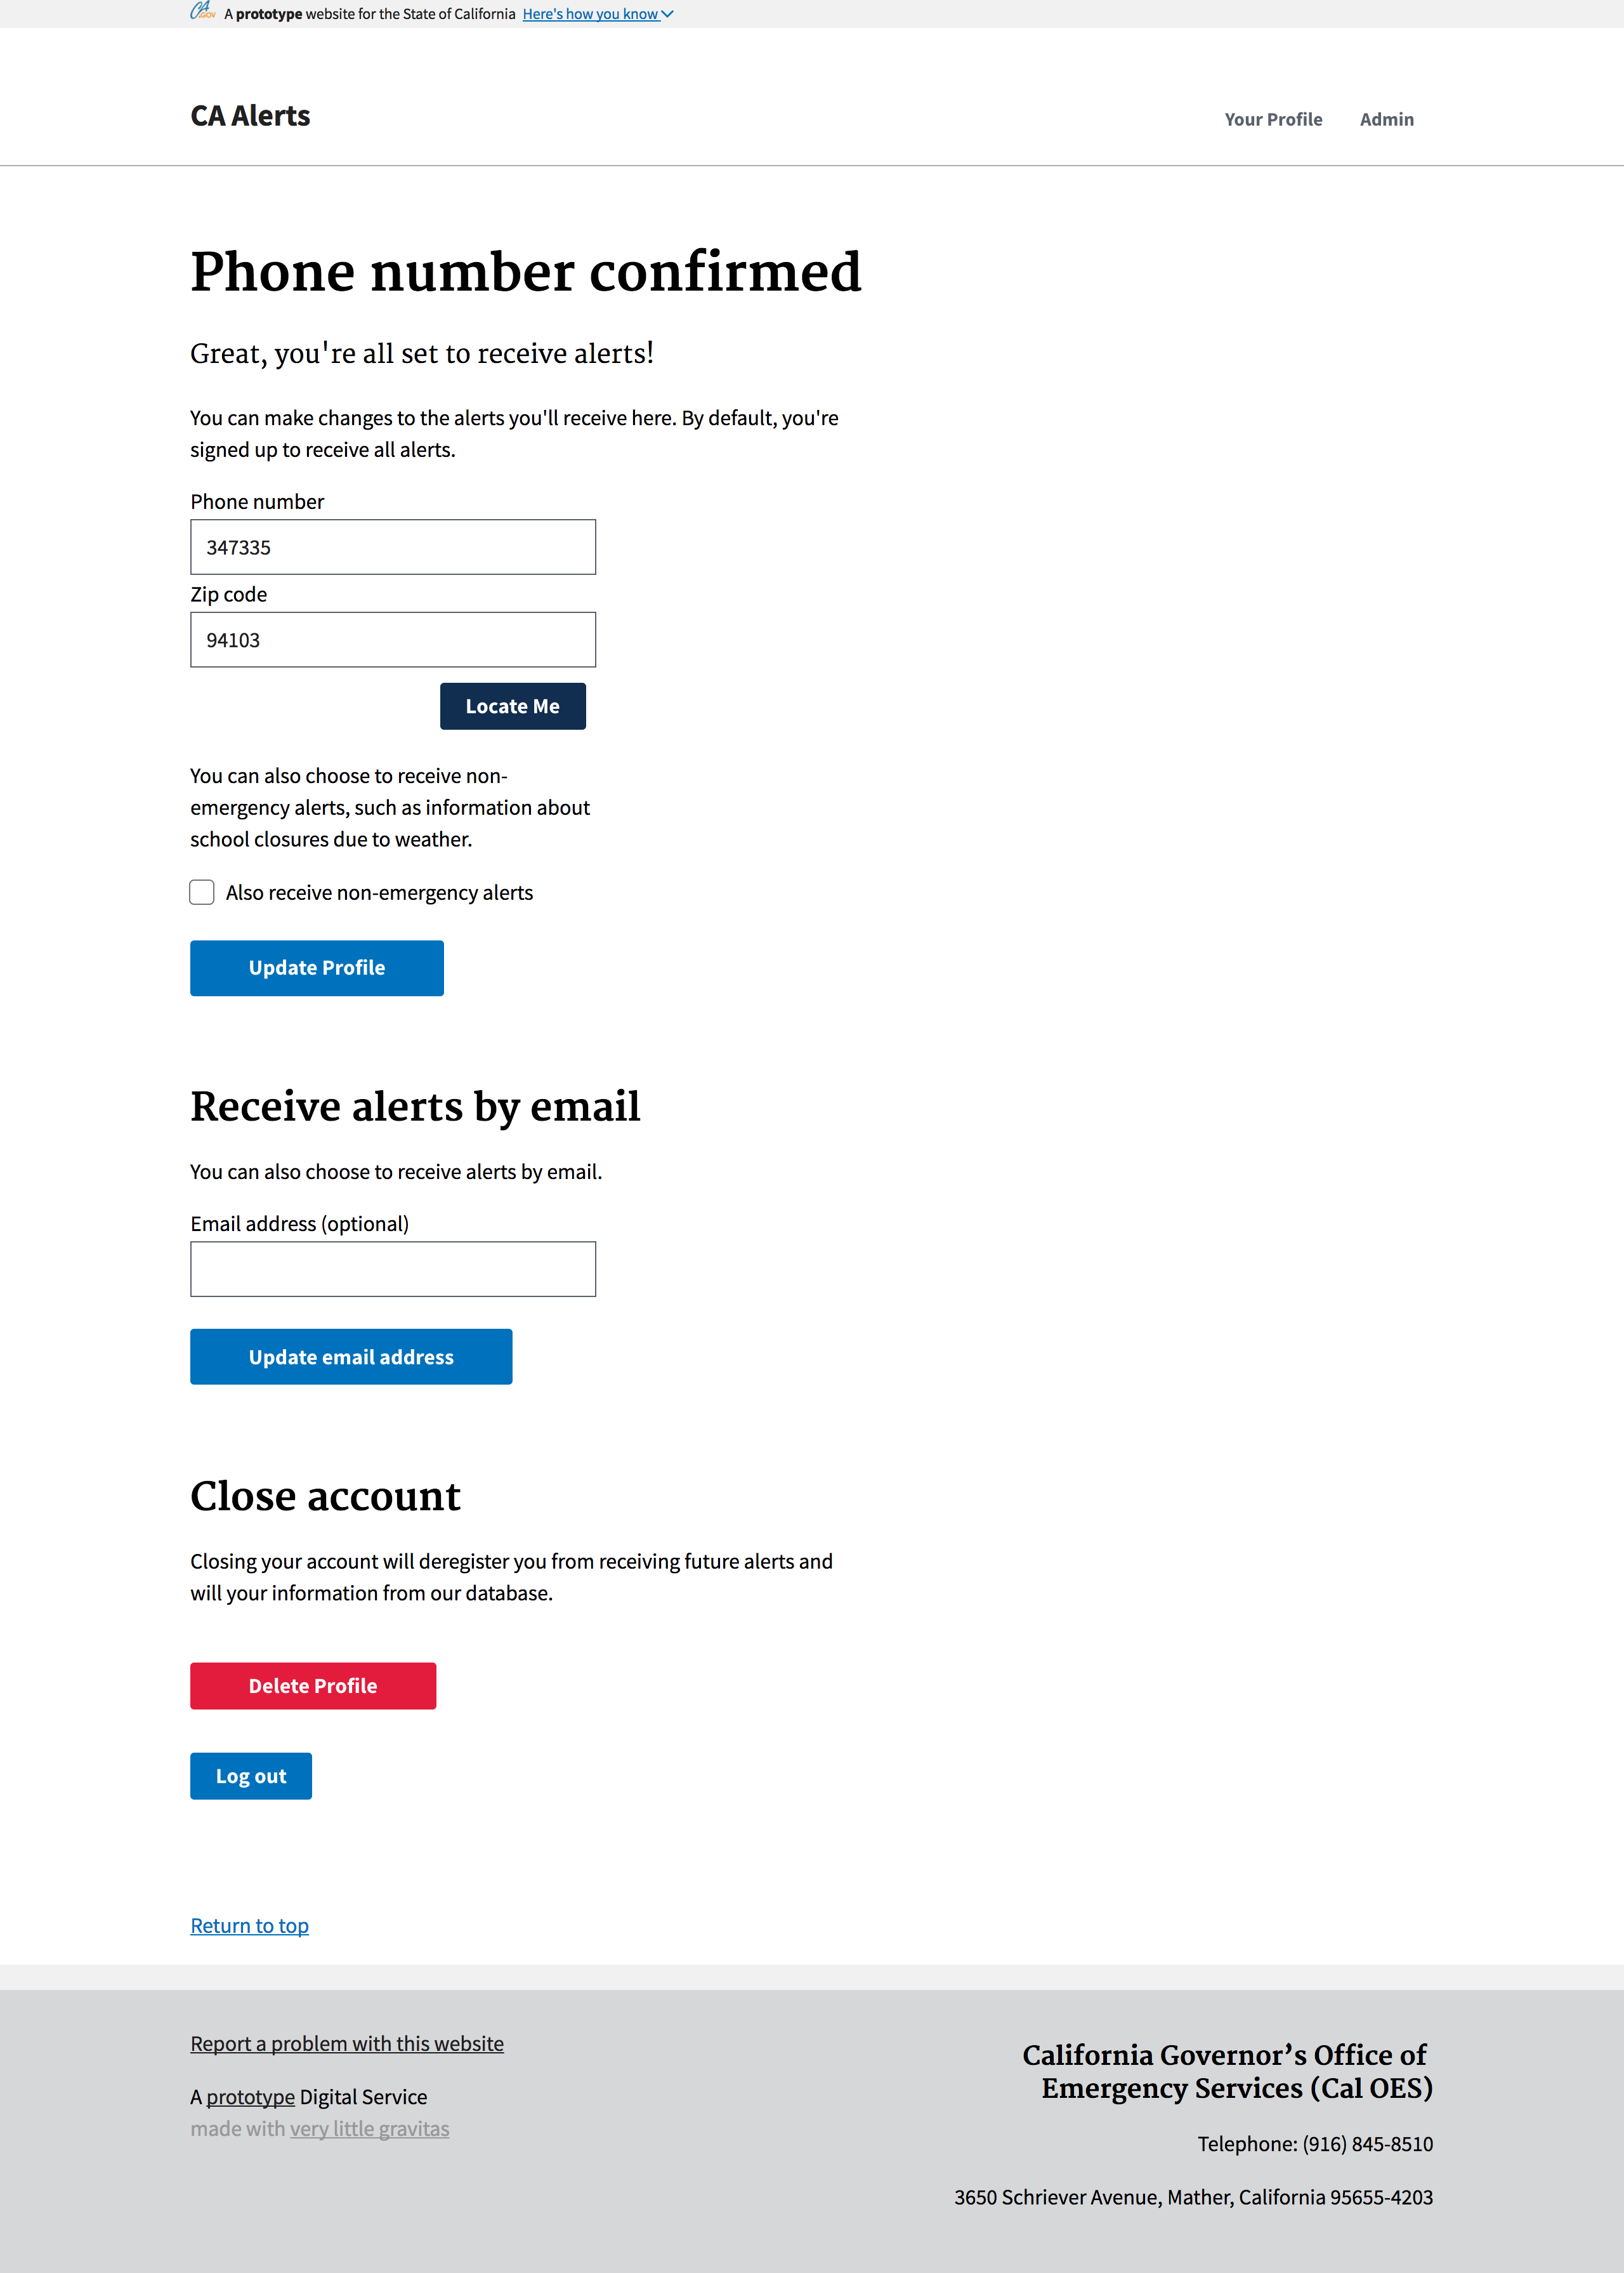 CA .GOV A prototype website for the State of California Here's how you know
CA Alerts
Your Profile Admin
Phone number confirmed
Great, you're all set to receive alerts!
You can make changes to the alerts you'll receive here. By default, you're
signed up to receive all alerts.
Phone number
347335
Zip code
94103
Locate Me
You can also choose to receive non-
emergency alerts, such as information about
school closures due to weather.
Also receive non-emergency alerts
Update Profile
Receive alerts by email
You can also choose to receive alerts by email.
Email address (optional)
Update email address
Close account
Closing your account will deregister you from receiving future alerts and
will your information from our database.
Delete Profile
Log out
Return to top
Report a problem with this website
A prototype Digital Service
made with very little gravitas
California Governor’s Office of
Emergency Services (Cal OES)
Telephone: (916) 845-8510
3650 Schriever Avenue, Mather, California 95655-4203